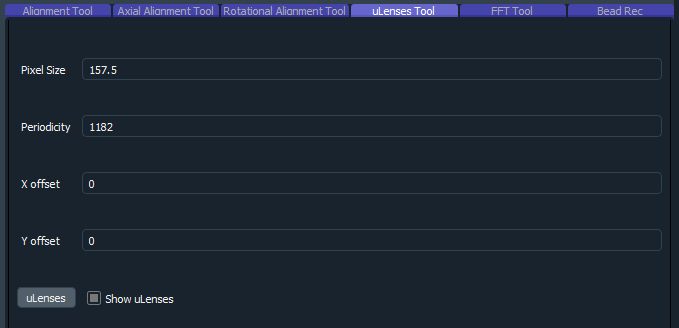 Alignment Tool Axial Alignment Tool Rotational Alignment Tool uLenses Tool FFT Tool Bead Rec
Pixel Size 157.5
Periodicity 1182
X offset 0
Y offset 0
uLenses Show uLenses